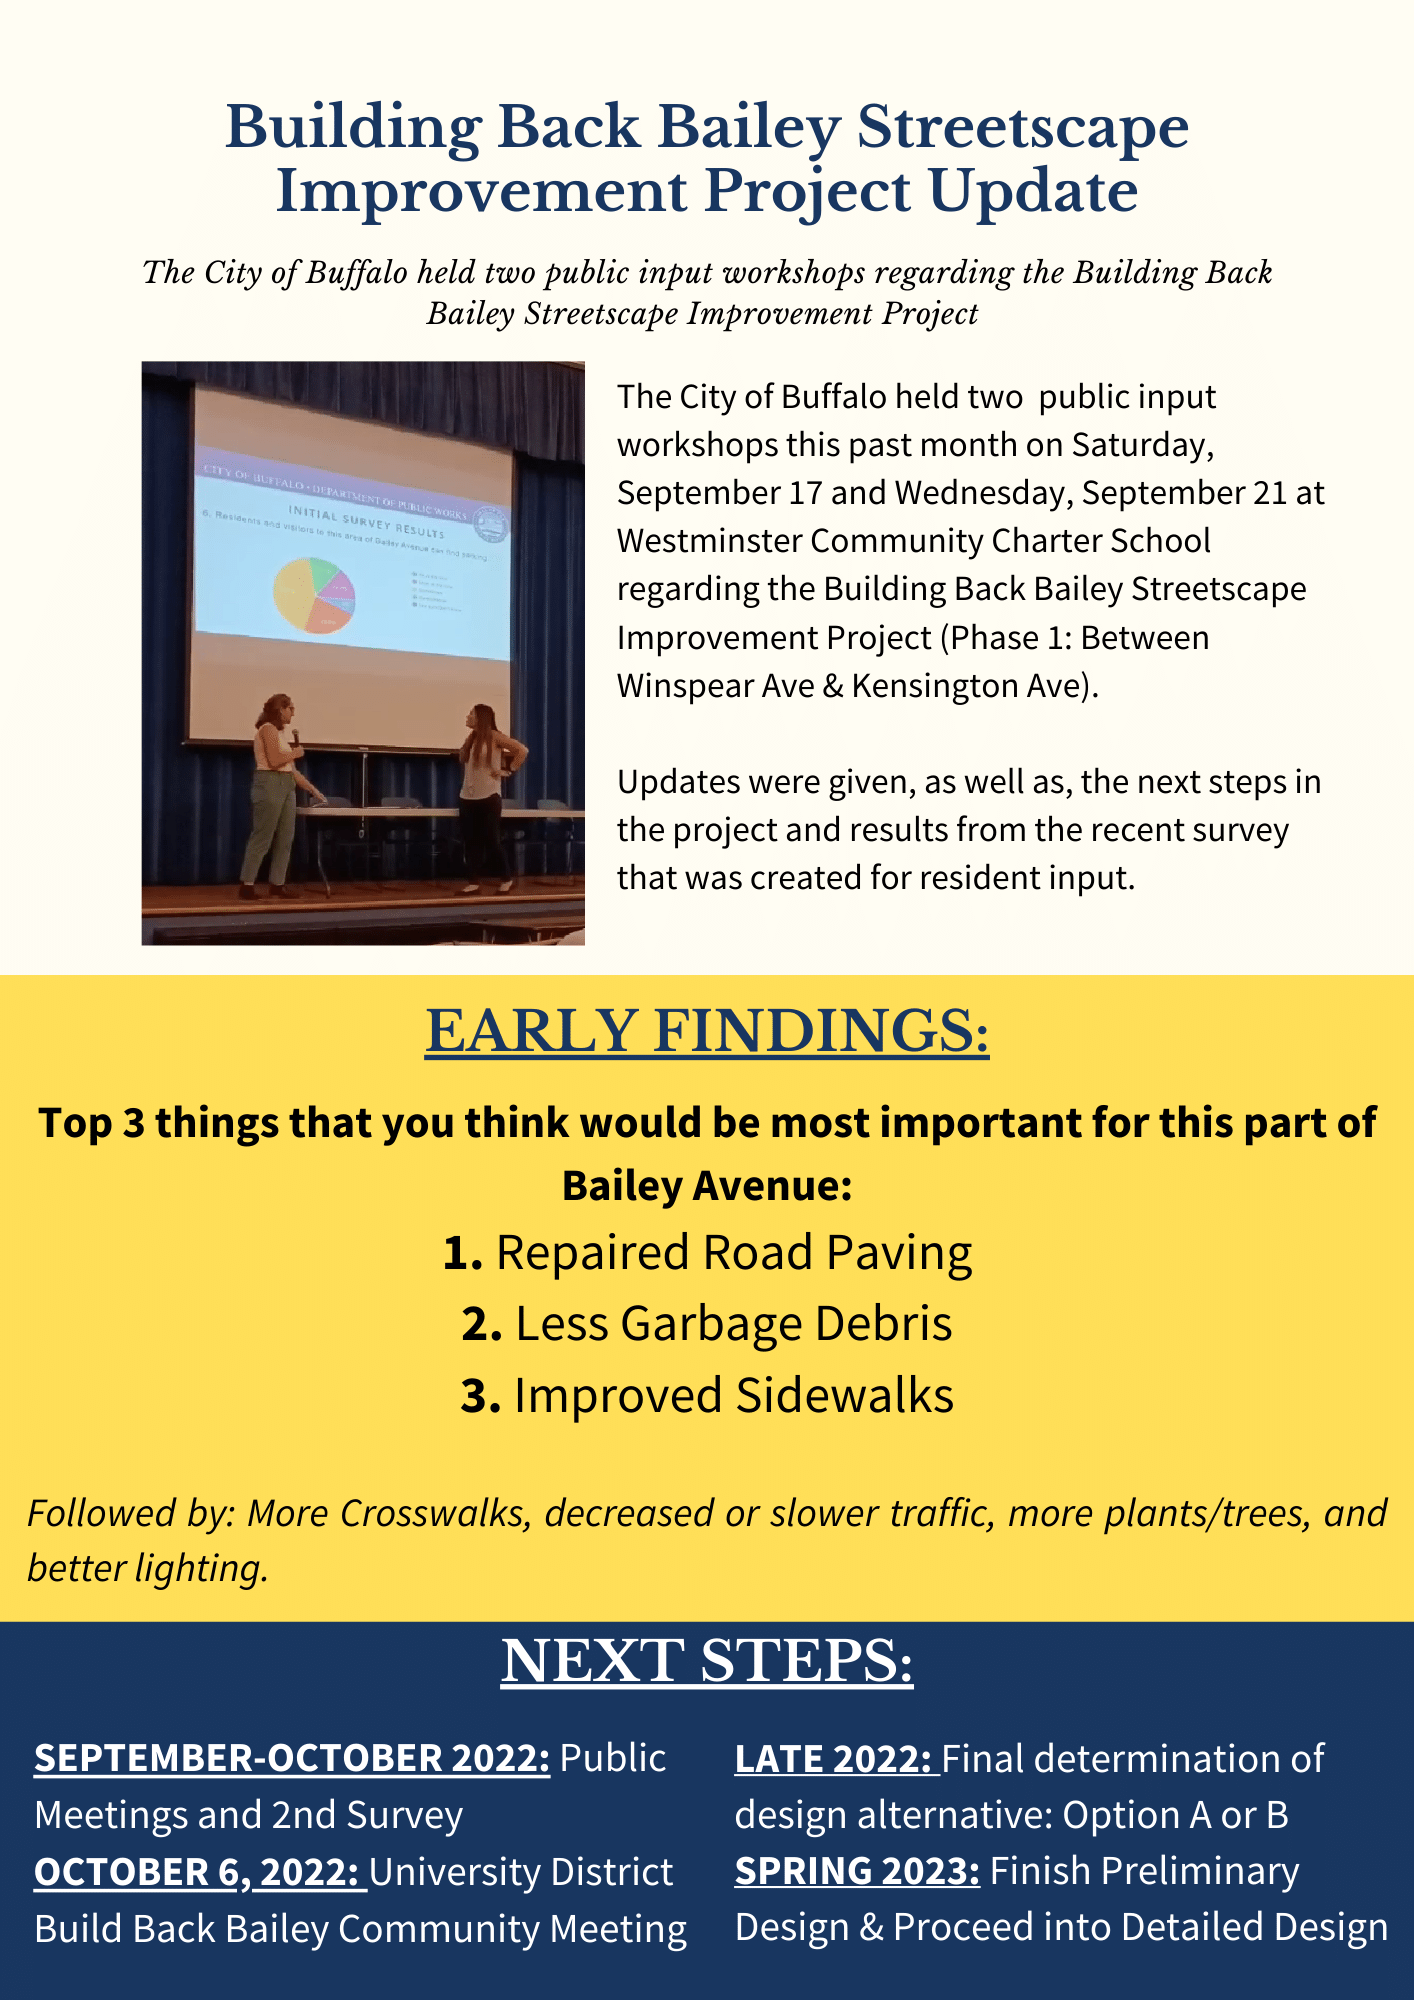 Building Back Bailey Streetscape
Improvement Project Update
The City of Buffalo held two public input workshops regarding the Building Back
Bailey Streetscape Improvement Project
CITY OF BUFFALO - DEPARTMENT OF PUBLIC WORKS
INITIAL SURVEY RESULTS
6. Residents and visitors to this area of Bailey Avenue can find parking
The City of Buffalo held two public input
workshops this past month on Saturday,
September 17 and Wednesday, September 21 at
Westminster Community Charter School
regarding the Building Back Bailey Streetscape
Improvement Project (Phase 1: Between
Winspear Ave & Kensington Ave).
Updates were given, as well as, the next steps in
the project and results from the recent survey
that was created for resident input.
EARLY FINDINGS:
Top 3 things that you think would be most important for this part of
Bailey Avenue:
1. Repaired Road Paving
2. Less Garbage Debris
3. Improved Sidewalks
Followed by: More Crosswalks, decreased or slower traffic, more plants/trees, and
better lighting.
NEXT STEPS:
SEPTEMBER-OCTOBER 2022: Public
Meetings and 2nd Survey
OCTOBER 6, 2022: University District
Build Back Bailey Community Meeting
LATE 2022: Final determination of
design alternative: Option A or B
SPRING 2023: Finish Preliminary
Design & Proceed into Detailed Design